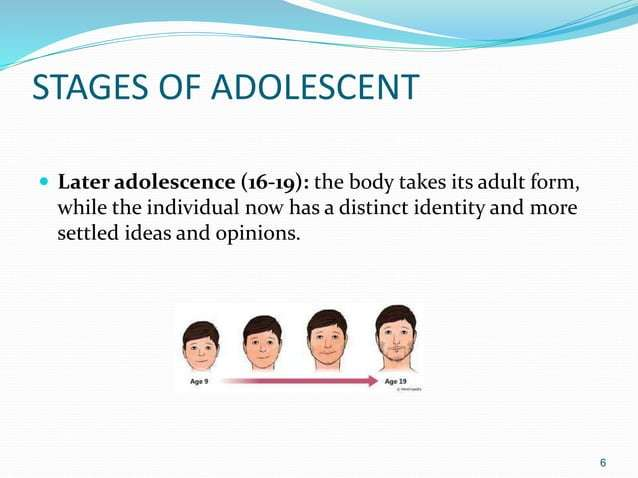 STAGES OF ADOLESCENT
• Later adolescence (16-19): the body takes its adult form,
while the individual now has a distinct identity and more
settled ideas and opinions.
Age 9
Age 19
6